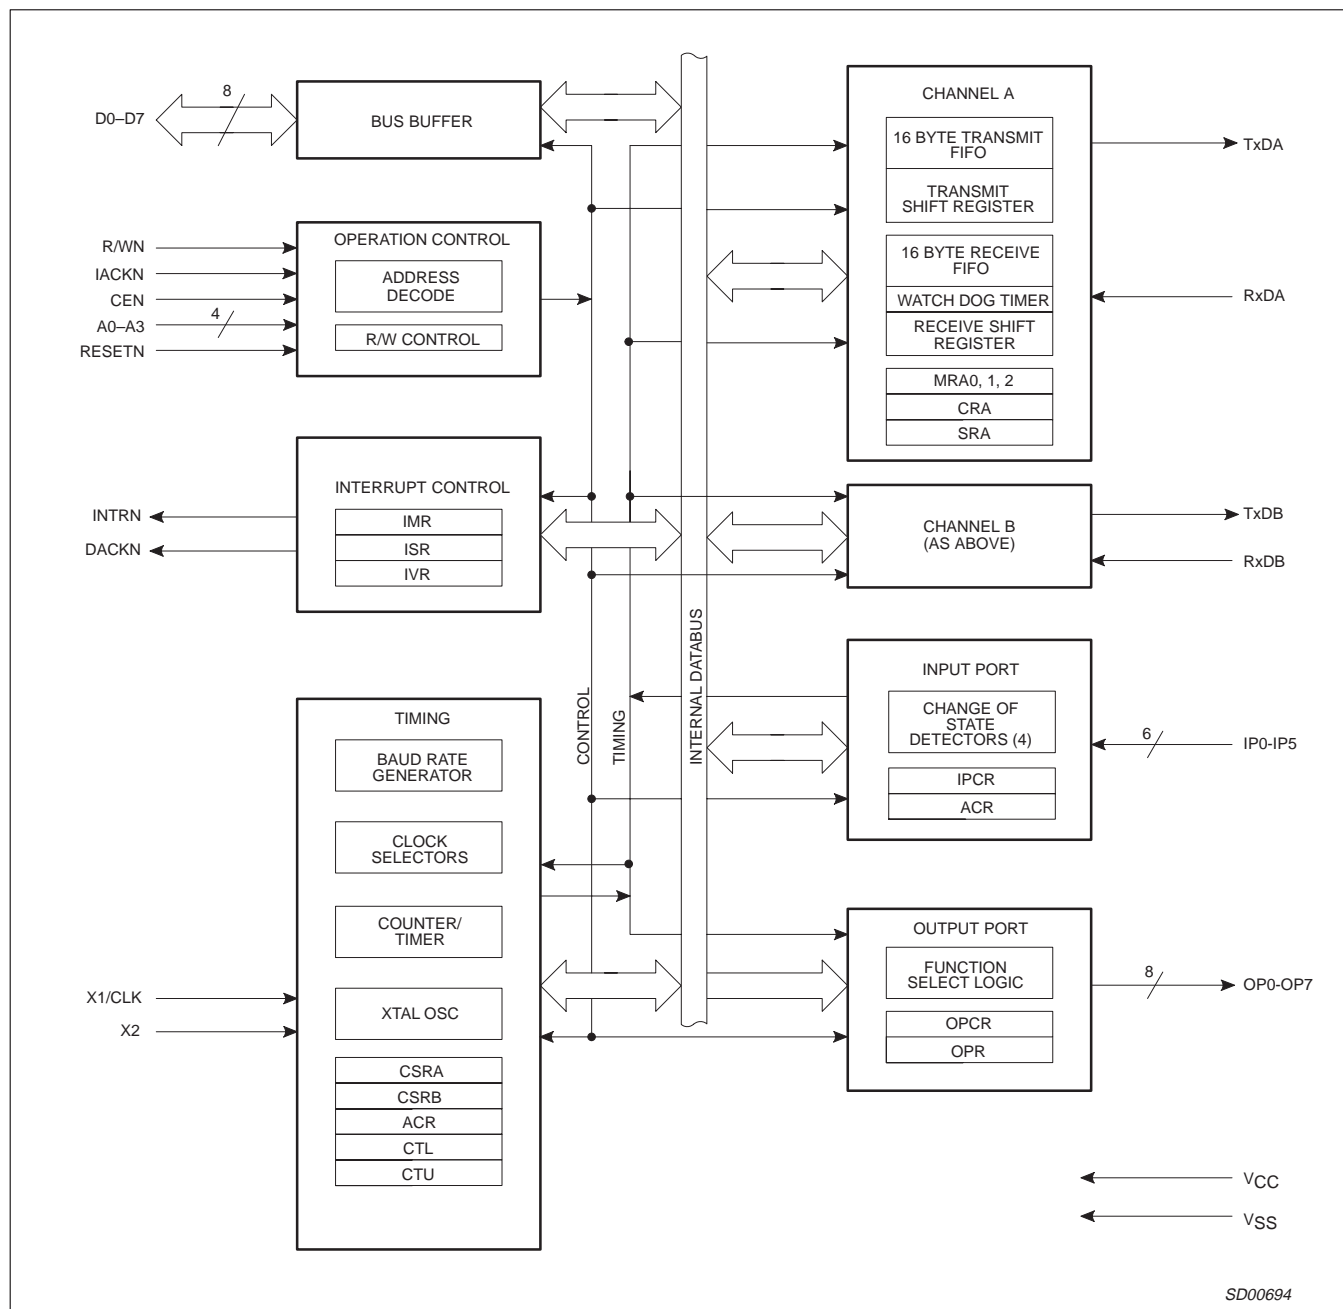 D0–D7
8
BUS BUFFER
R/WN
IACKN
CEN
A0–A3
4
RESETN
OPERATION CONTROL
ADDRESS
DECODE
R/W CONTROL
INTRN
DACKN
INTERRUPT CONTROL
IMR
ISR
IVR
TIMING
BAUD RATE
GENERATOR
CLOCK
SELECTORS
COUNTER/
TIMER
X1/CLK
X2
XTAL OSC
CSRA
CSRB
ACR
CTL
CTU
CONTROL
TIMING
INTERNAL DATABUS
CHANNEL A
16 BYTE TRANSMIT
FIFO
TRANSMIT
SHIFT REGISTER
16 BYTE RECEIVE
FIFO
WATCH DOG TIMER
RECEIVE SHIFT
REGISTER
MRA0, 1, 2
CRA
SRA
TxDA
RxDA
CHANNEL B
(AS ABOVE)
TxDB
RxDB
INPUT PORT
CHANGE OF
STATE
DETECTORS (4)
IPCR
ACR
6
IP0-IP5
OUTPUT PORT
FUNCTION
SELECT LOGIC
OPCR
OPR
8
OP0-OP7
VCC
VSS
SD00694